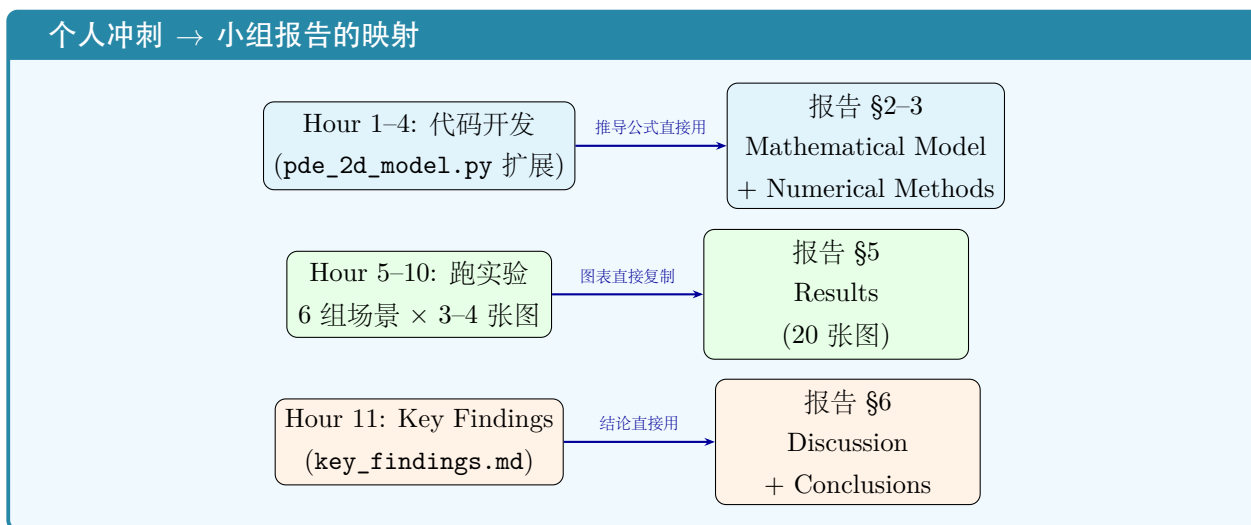 个人冲刺 → 小组报告的映射
Hour 1–4: 代码开发
(pde_2d_model.py 扩展)
推导公式直接用
报告 §2–3
Mathematical Model
+ Numerical Methods
Hour 5–10: 跑实验
6 组场景 × 3–4 张图
图表直接复制
报告 §5
Results
(20 张图)
Hour 11: Key Findings
(key_findings.md)
结论直接用
报告 §6
Discussion
+ Conclusions